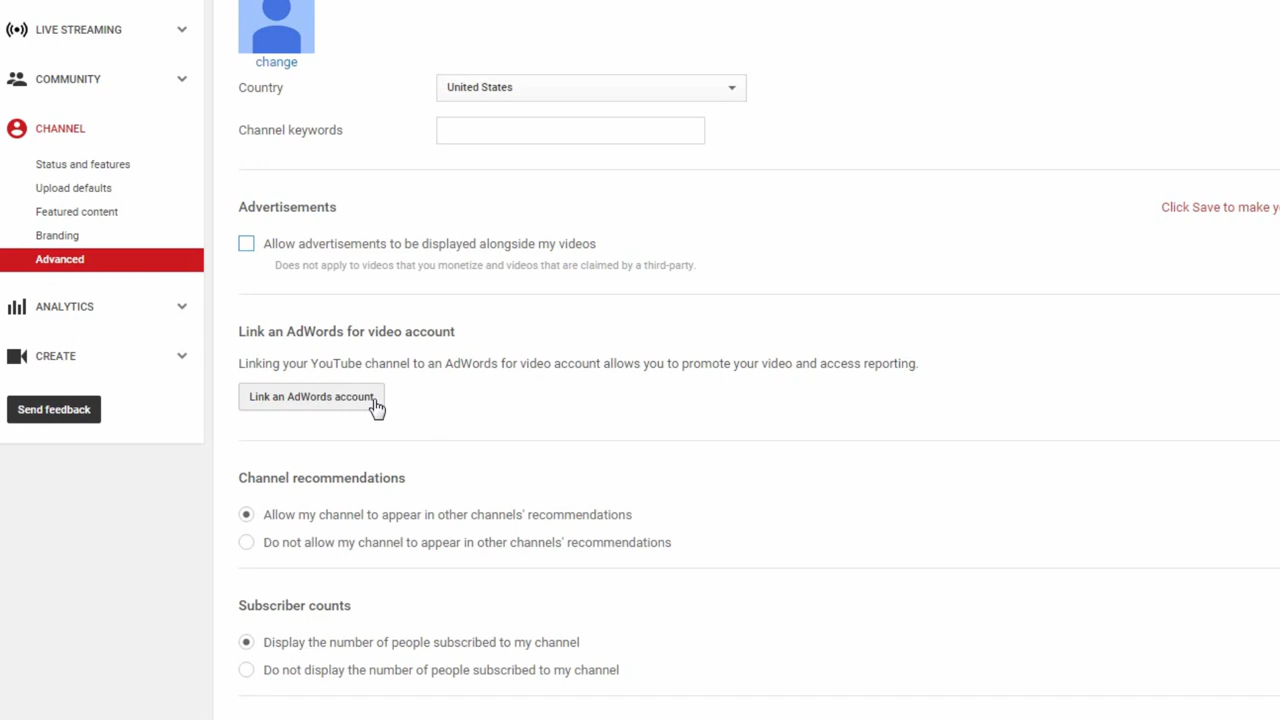 LIVE STREAMING
COMMUNITY
CHANNEL
Status and features
Upload defaults
Featured content
Branding
Advanced
ANALYTICS
CREATE
Send feedback
change
Country United States
Channel keywords
Advertisements
Click Save to make y
Allow advertisements to be displayed alongside my videos
Does not apply to videos that you monetize and videos that are claimed by a third-party.
Link an AdWords for video account
Linking your YouTube channel to an AdWords for video account allows you to promote your video and access reporting.
Link an AdWords account
Channel recommendations
Allow my channel to appear in other channels' recommendations
Do not allow my channel to appear in other channels' recommendations
Subscriber counts
Display the number of people subscribed to my channel
Do not display the number of people subscribed to my channel